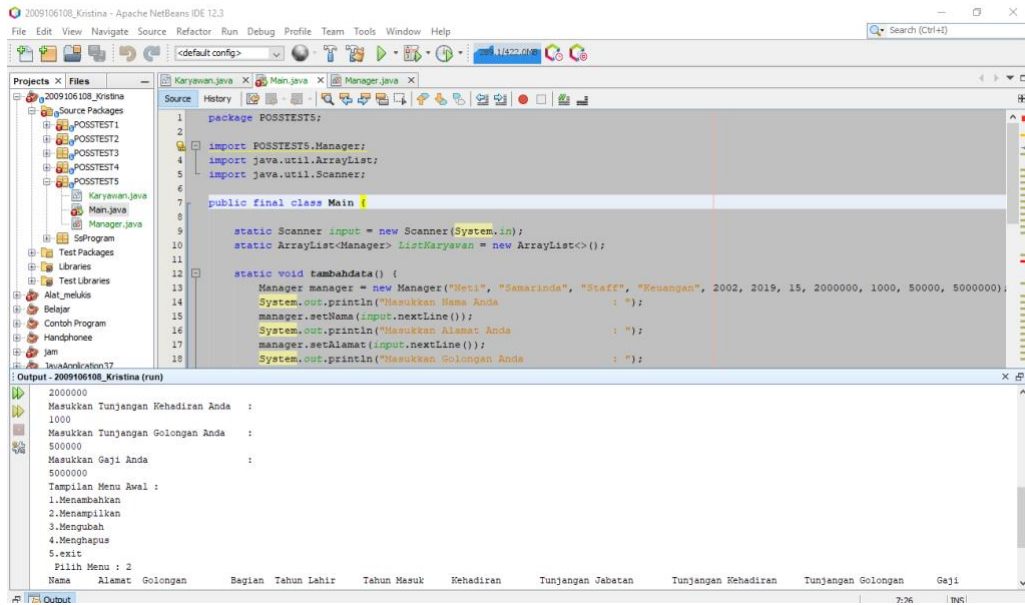 2009106108_Kristina - Apache NetBeans IDE 12.3
File Edit View Navigate Source Refactor Run Debug Profile Team Tools Window Help
Search (Ctrl+I)
<default config>
Projects Files
Karyawan.java Main.java Manager.java
2009106108_Kristina
Source Packages
POSSTEST1
POSSTEST2
POSSTEST3
POSSTEST4
POSSTEST5
Karyawan.java
Main.java
Manager.java
SsProgram
Test Packages
Libraries
Test Libraries
Alat_melukis
Belajar
Contoh Program
Handphonee
jam
JavaApplication37
Source History
1 package POSSTEST5;
2
import POSSTEST5.Manager;
4 import java.util.ArrayList;
5 import java.util.Scanner;
6
7 public final class Main {
8
9 static Scanner input = new Scanner(System.in);
10 static ArrayList<Manager> ListKaryawan = new ArrayList<>();
11
12 static void tambahdata() {
13 Manager manager = new Manager("Neti", "Samarinda", "Staff", "Keuangan", 2002, 2019, 15, 2000000, 1000, 50000, 5000000);
14 System.out.println("Masukkan Nama Anda : ");
15 manager.setNama(input.nextLine());
16 System.out.println("Masukkan Alamat Anda : ");
17 manager.setAlamat(input.nextLine());
18 System.out.println("Masukkan Golongan Anda : ");
Output - 2009106108_Kristina (run)
2000000
Masukkan Tunjangan Kehadiran Anda :
1000
Masukkan Tunjangan Golongan Anda :
500000
Masukkan Gaji Anda :
5000000
Tampilan Menu Awal :
1.Menambahkan
2.Menampilkan
3.Mengubah
4.Menghapus
5.exit
Pilih Menu : 2
Nama Alamat Golongan Bagian Tahun Lahir Tahun Masuk Kehadiran Tunjangan Jabatan Tunjangan Kehadiran Tunjangan Golongan Gaji
Output
7:26 INS